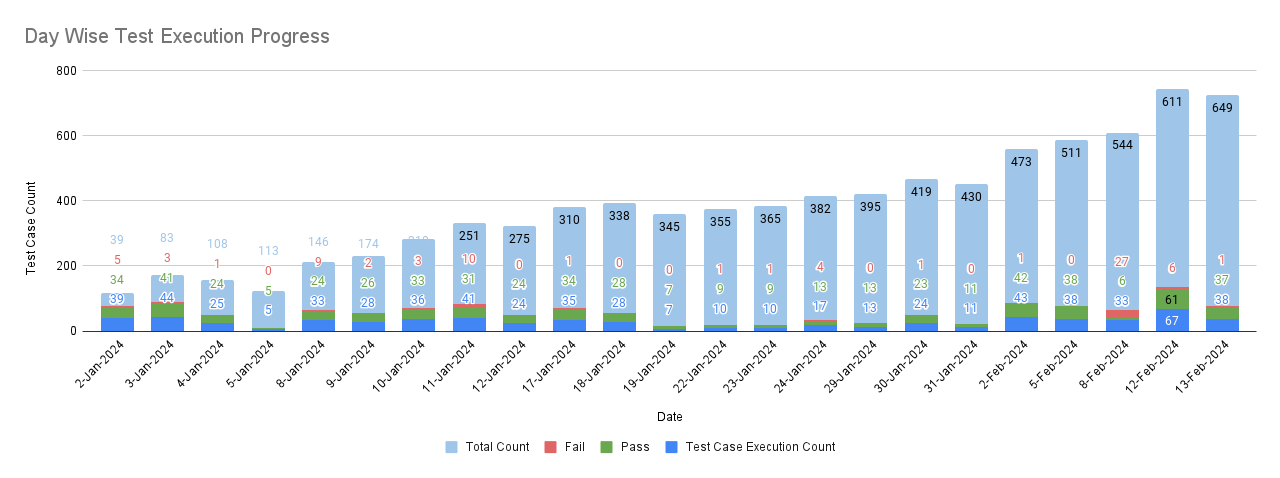 Day Wise Test Execution Progress
800
600
400
200
0
Test Case Count
39 83 108 113 146 174 210 251 275 310 338 345 355 365 382 395 419 430 473 511 544 611 649
5 3 1 0 9 2 3 10 0 1 0 0 1 1 4 0 1 0 1 0 27 6 1
34 41 24 5 24 26 33 31 24 34 28 7 9 9 13 13 23 11 42 38 6 61 37
39 44 25 5 33 28 36 41 24 35 28 7 10 10 17 13 24 11 43 38 33 67 38
2-Jan-2024 3-Jan-2024 4-Jan-2024 5-Jan-2024 8-Jan-2024 9-Jan-2024 10-Jan-2024 11-Jan-2024 12-Jan-2024 17-Jan-2024 18-Jan-2024 19-Jan-2024 22-Jan-2024 23-Jan-2024 24-Jan-2024 29-Jan-2024 30-Jan-2024 31-Jan-2024 2-Feb-2024 5-Feb-2024 8-Feb-2024 12-Feb-2024 13-Feb-2024
Date
Total Count Fail Pass Test Case Execution Count